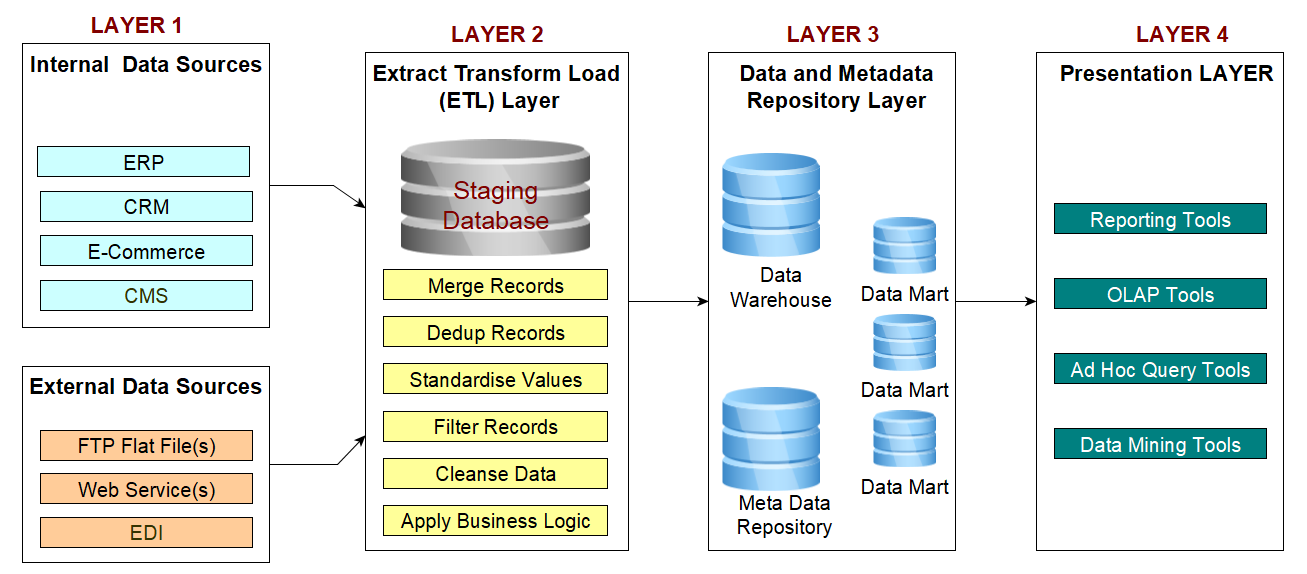 LAYER 1
Internal  Data Sources
ERP
CRM
E-Commerce
CMS
External Data Sources
FTP Flat File(s)
Web Service(s)
EDI
LAYER 2
Extract Transform Load
(ETL) Layer
Staging
Database
Merge Records
Dedup Records
Standardise Values
Filter Records
Cleanse Data
Apply Business Logic
LAYER 3
Data and Metadata
Repository Layer
Data
Warehouse
Data Mart
Data Mart
Meta Data
Repository
Data Mart
LAYER 4
Presentation LAYER
Reporting Tools
OLAP Tools
Ad Hoc Query Tools
Data Mining Tools